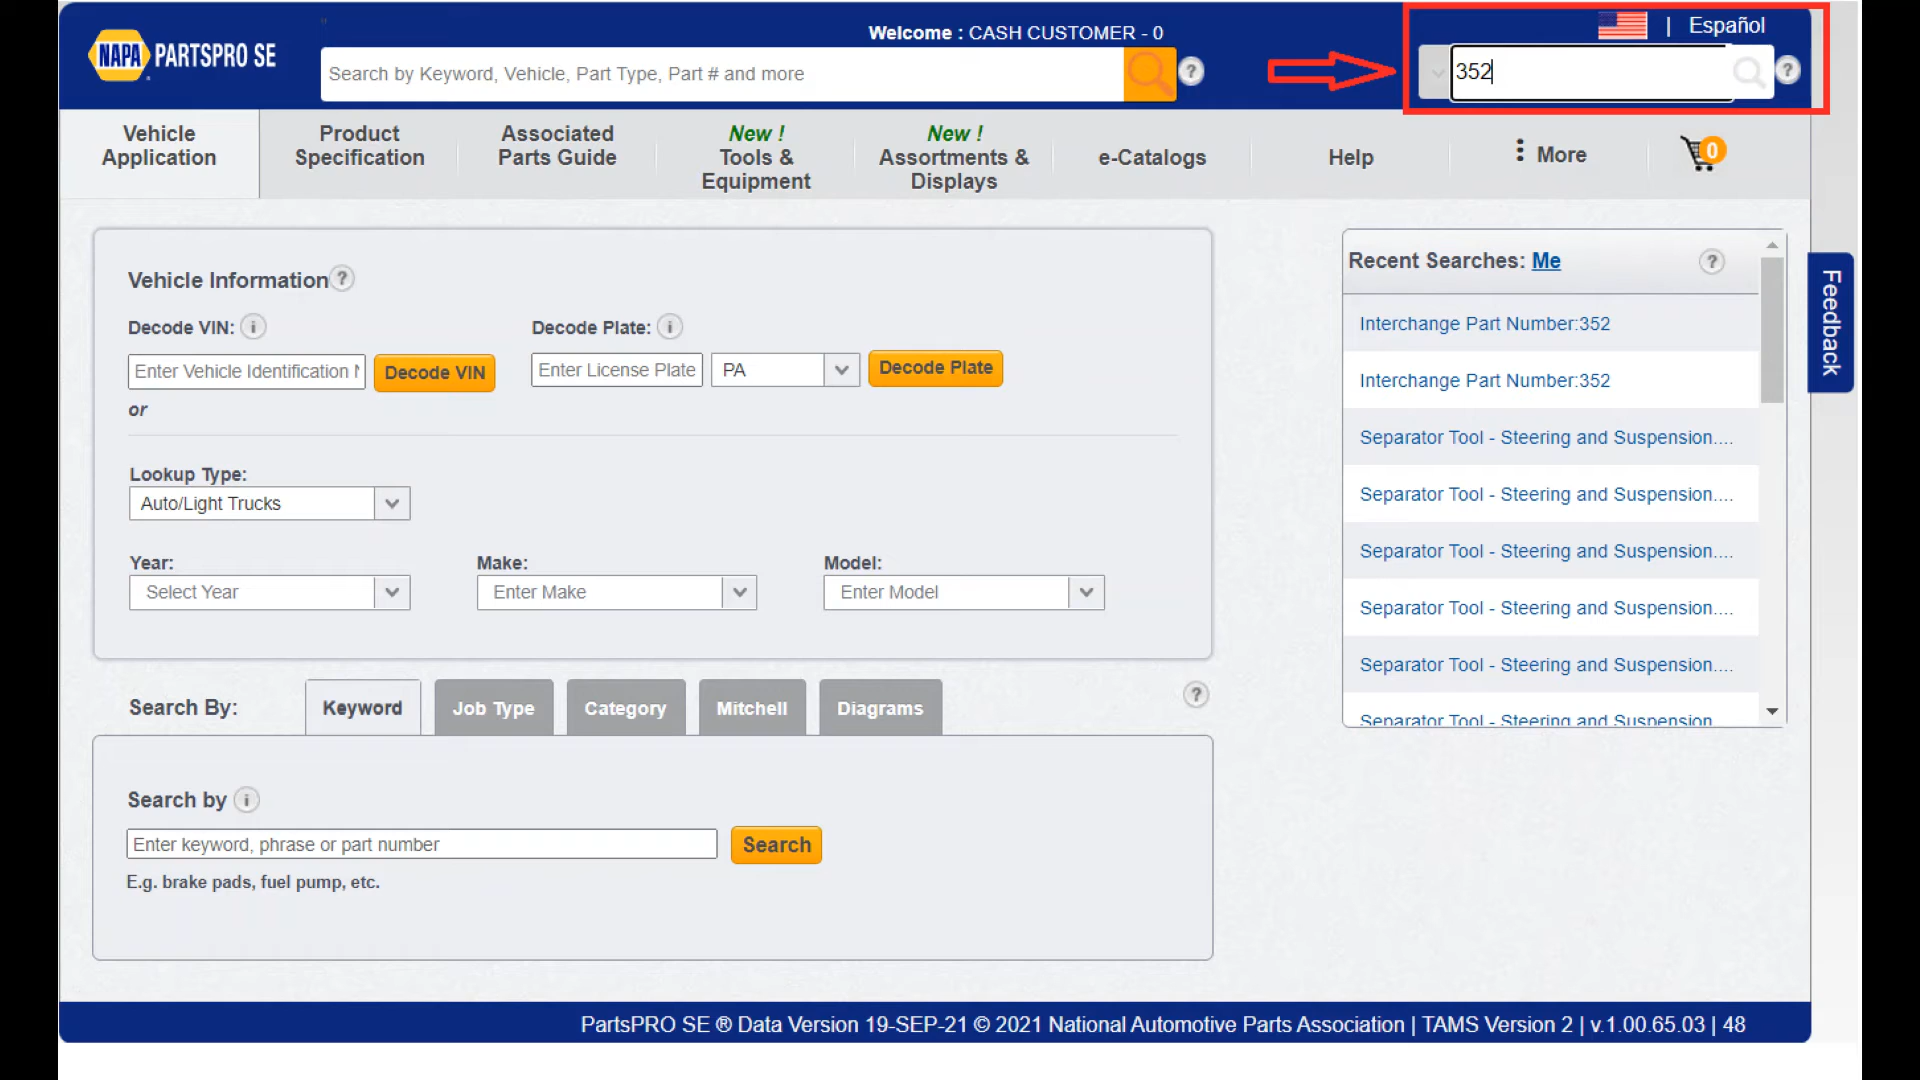 Welcome : CASH CUSTOMER - 0
| Español
NAPA PARTSPRO SE
Search by Keyword, Vehicle, Part Type, Part # and more
?
352
?
Vehicle Application
Product Specification
Associated Parts Guide
New ! Tools & Equipment
New ! Assortments & Displays
e-Catalogs
Help
More
0
Vehicle Information ?
Decode VIN: i
Decode Plate: i
Enter Vehicle Identification N
Decode VIN
Enter License Plate
PA
Decode Plate
or
Lookup Type:
Auto/Light Trucks
Year:
Make:
Model:
Select Year
Enter Make
Enter Model
Search By:
Keyword
Job Type
Category
Mitchell
Diagrams
?
Search by i
Enter keyword, phrase or part number
Search
E.g. brake pads, fuel pump, etc.
Recent Searches: Me
?
Interchange Part Number:352
Interchange Part Number:352
Separator Tool - Steering and Suspension....
Separator Tool - Steering and Suspension....
Separator Tool - Steering and Suspension....
Separator Tool - Steering and Suspension....
Separator Tool - Steering and Suspension....
Separator Tool - Steering and Suspension
Feedback
PartsPRO SE ® Data Version 19-SEP-21 © 2021 National Automotive Parts Association | TAMS Version 2 | v.1.00.65.03 | 48